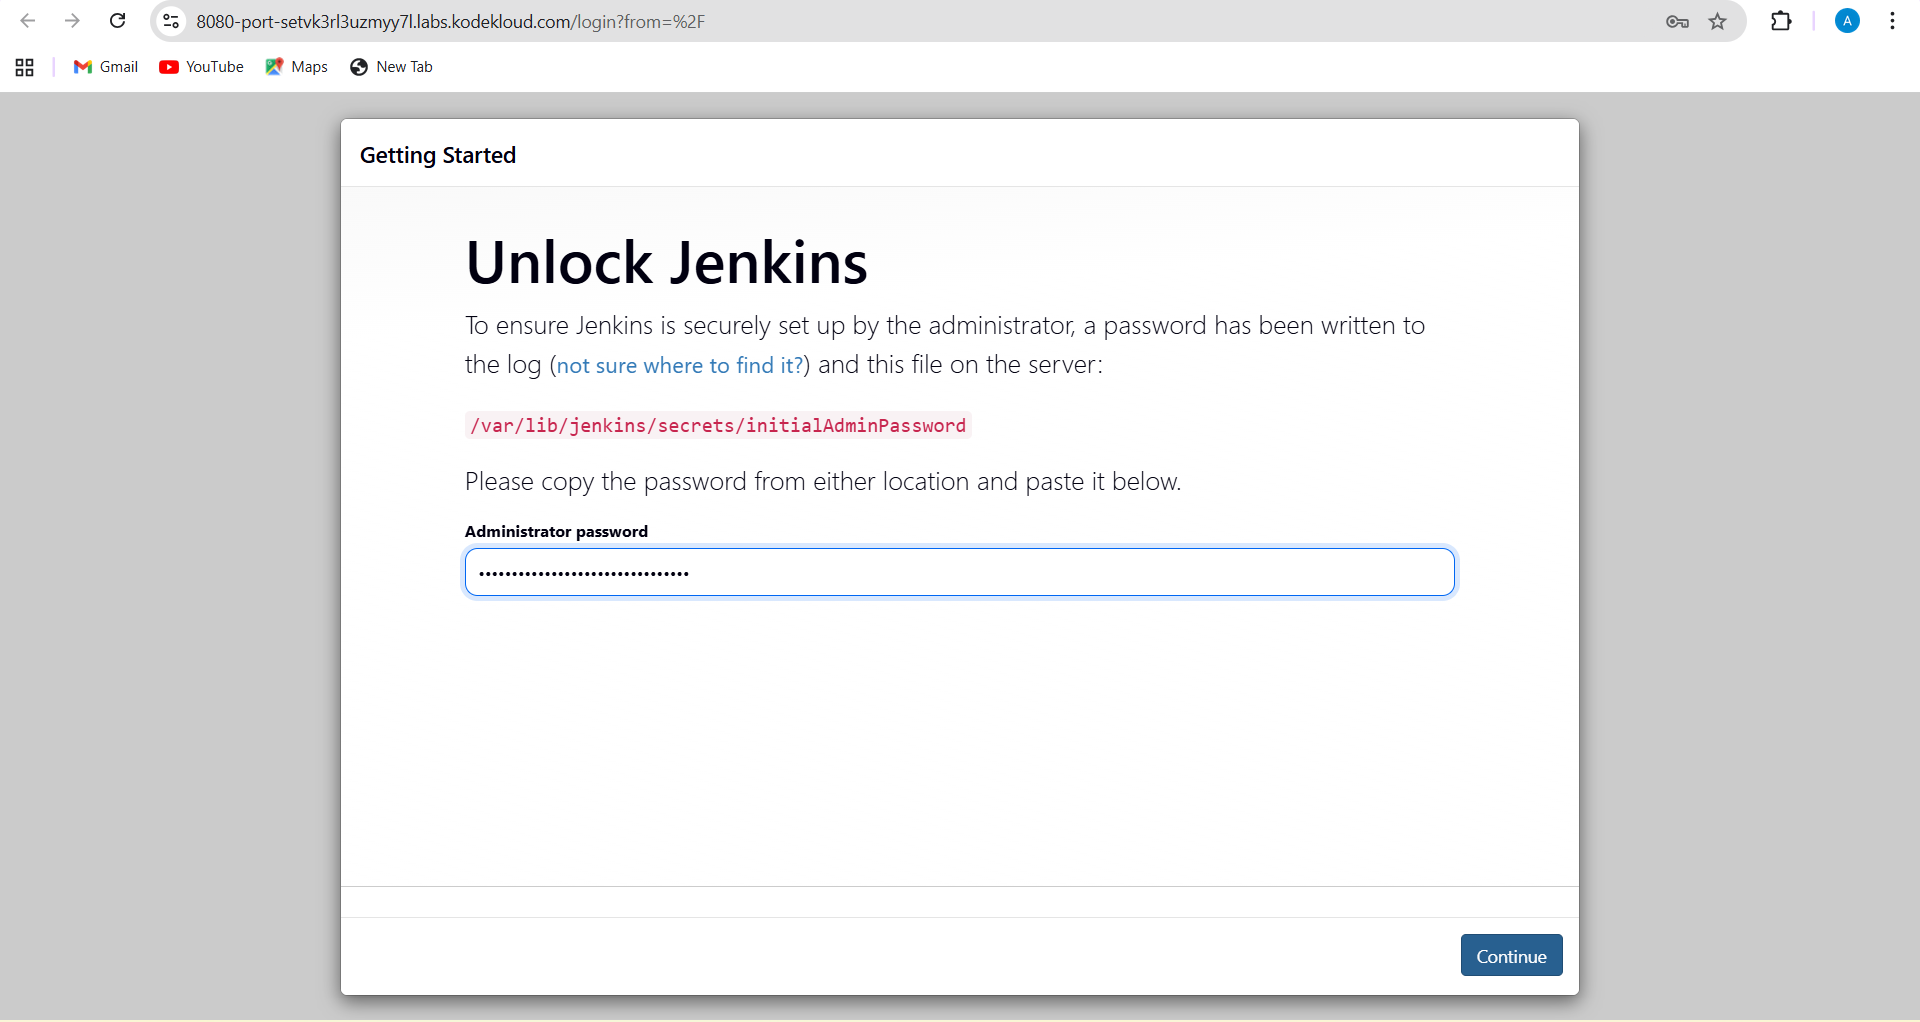 8080-port-setvk3rl3uzmyy7l.labs.kodekloud.com/login?from=%2F
A
Gmail
YouTube
Maps
New Tab
Getting Started
Unlock Jenkins
To ensure Jenkins is securely set up by the administrator, a password has been written to
the log (not sure where to find it?) and this file on the server:
/var/lib/jenkins/secrets/initialAdminPassword
Please copy the password from either location and paste it below.
Administrator password
••••••••••••••••••••••••••••••••
Continue